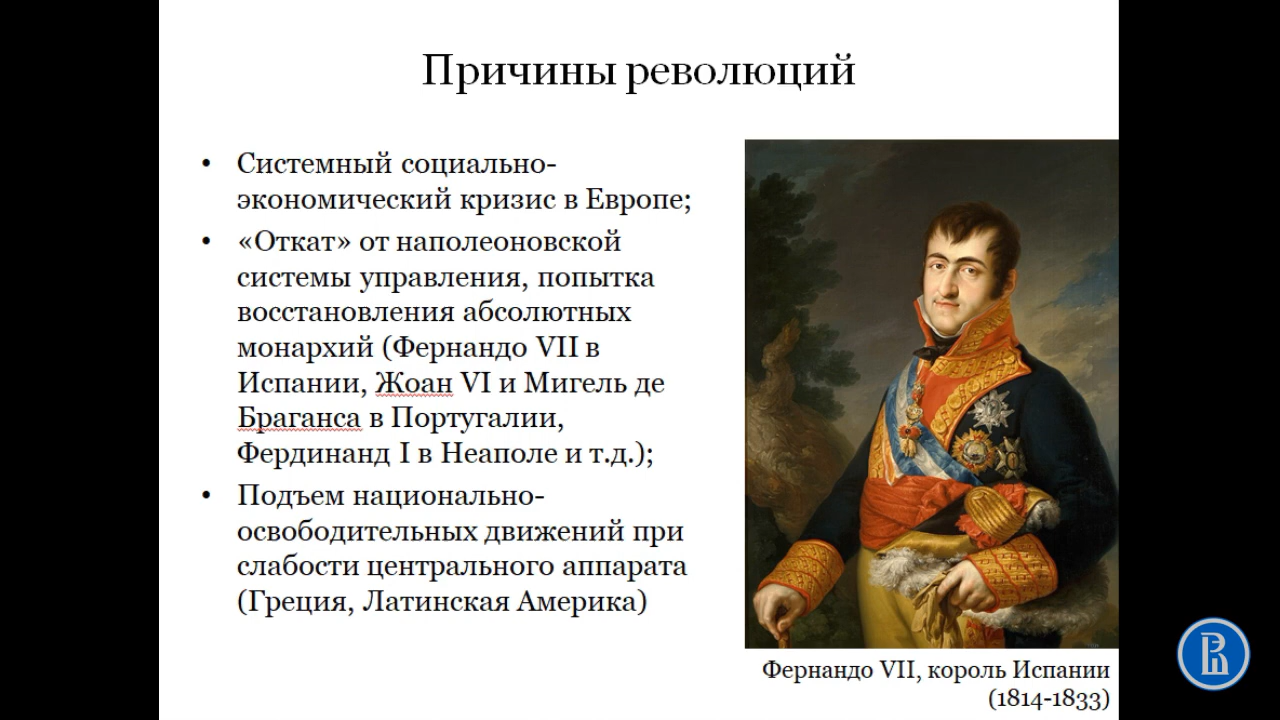 Причины революций
• Системный социально-
экономический кризис в Европе;
• «Откат» от наполеоновской
системы управления, попытка
восстановления абсолютных
монархий (Фернандо VII в
Испании, Жоан VI и Мигель де
Браганса в Португалии,
Фердинанд I в Неаполе и т.д.);
• Подъем национально-
освободительных движений при
слабости центрального аппарата
(Греция, Латинская Америка)
Фернандо VII, король Испании
(1814-1833)